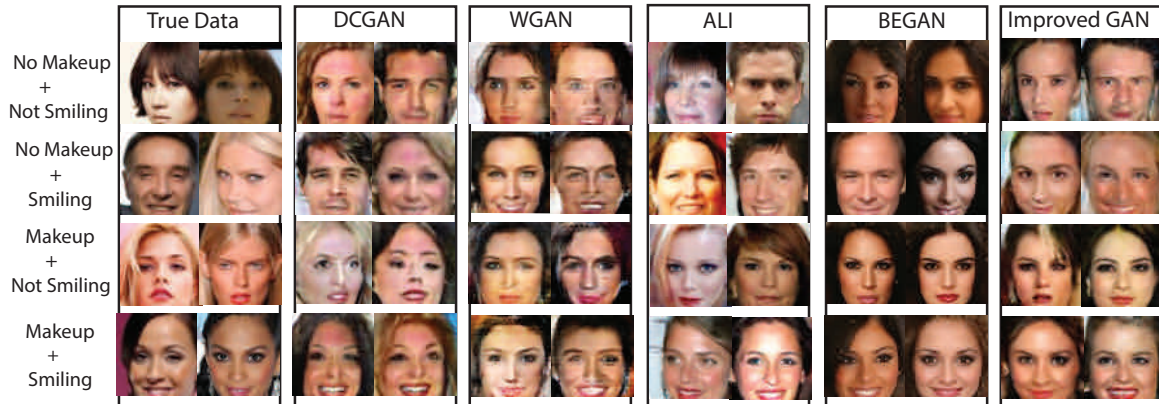 True Data DCGAN WGAN ALI BEGAN Improved GAN
No Makeup
+
Not Smiling
No Makeup
+
Smiling
Makeup
+
Not Smiling
Makeup
+
Smiling